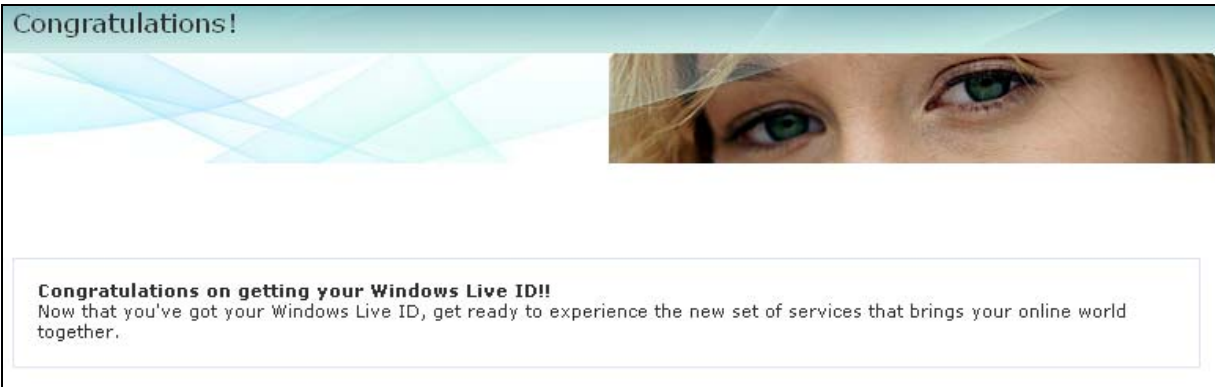 Congratulations!
Congratulations on getting your Windows Live ID!!
Now that you've got your Windows Live ID, get ready to experience the new set of services that brings your online world
together.